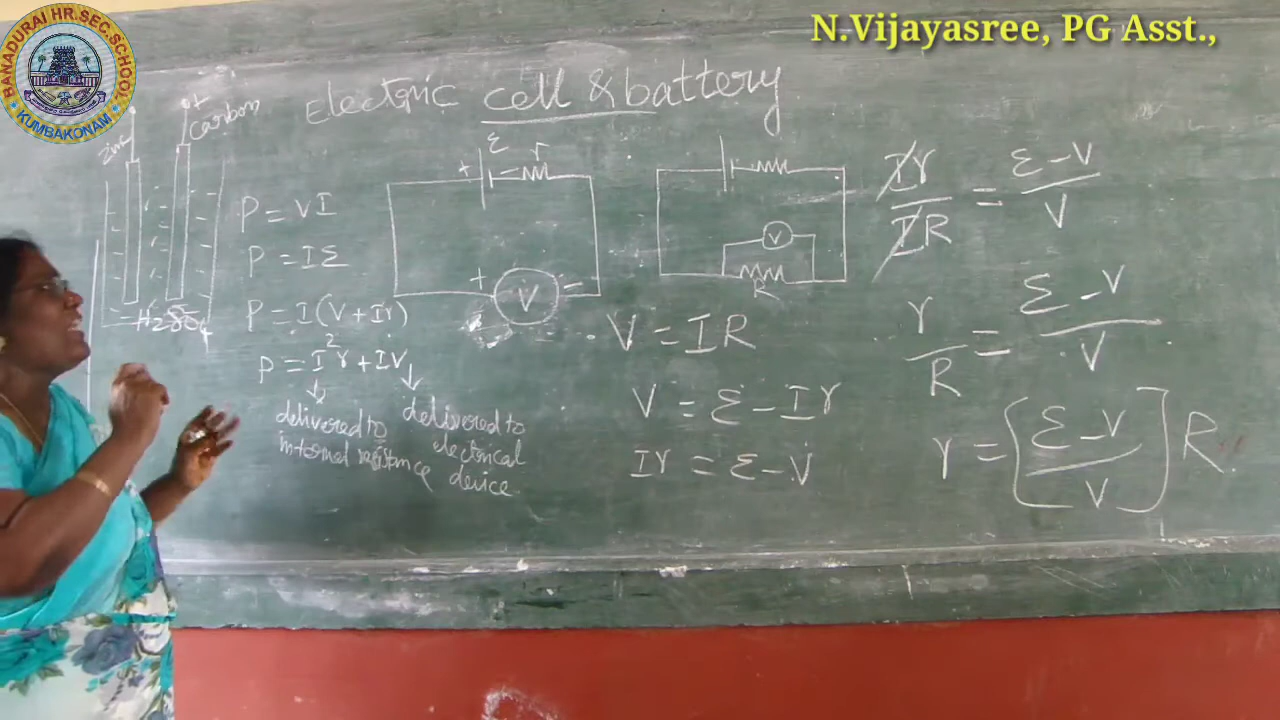 BANADURAI HR.SEC.SCHOOL
KUMBAKONAM
N.Vijayasree, PG Asst.,
Electric cell & battery
zinc
+
carbon
H₂SO₄
P = VI
P = Iε
P = I(V + Ir)
P = I²r + IV
delivered to internal resistance
delivered to electrical device
ε
+ r
+ V −
V
R
V = IR
V = ε − Ir
Ir = ε − V
Ir/IR = (ε − V)/V
r/R = (ε − V)/V
r = [(ε − V)/V] R